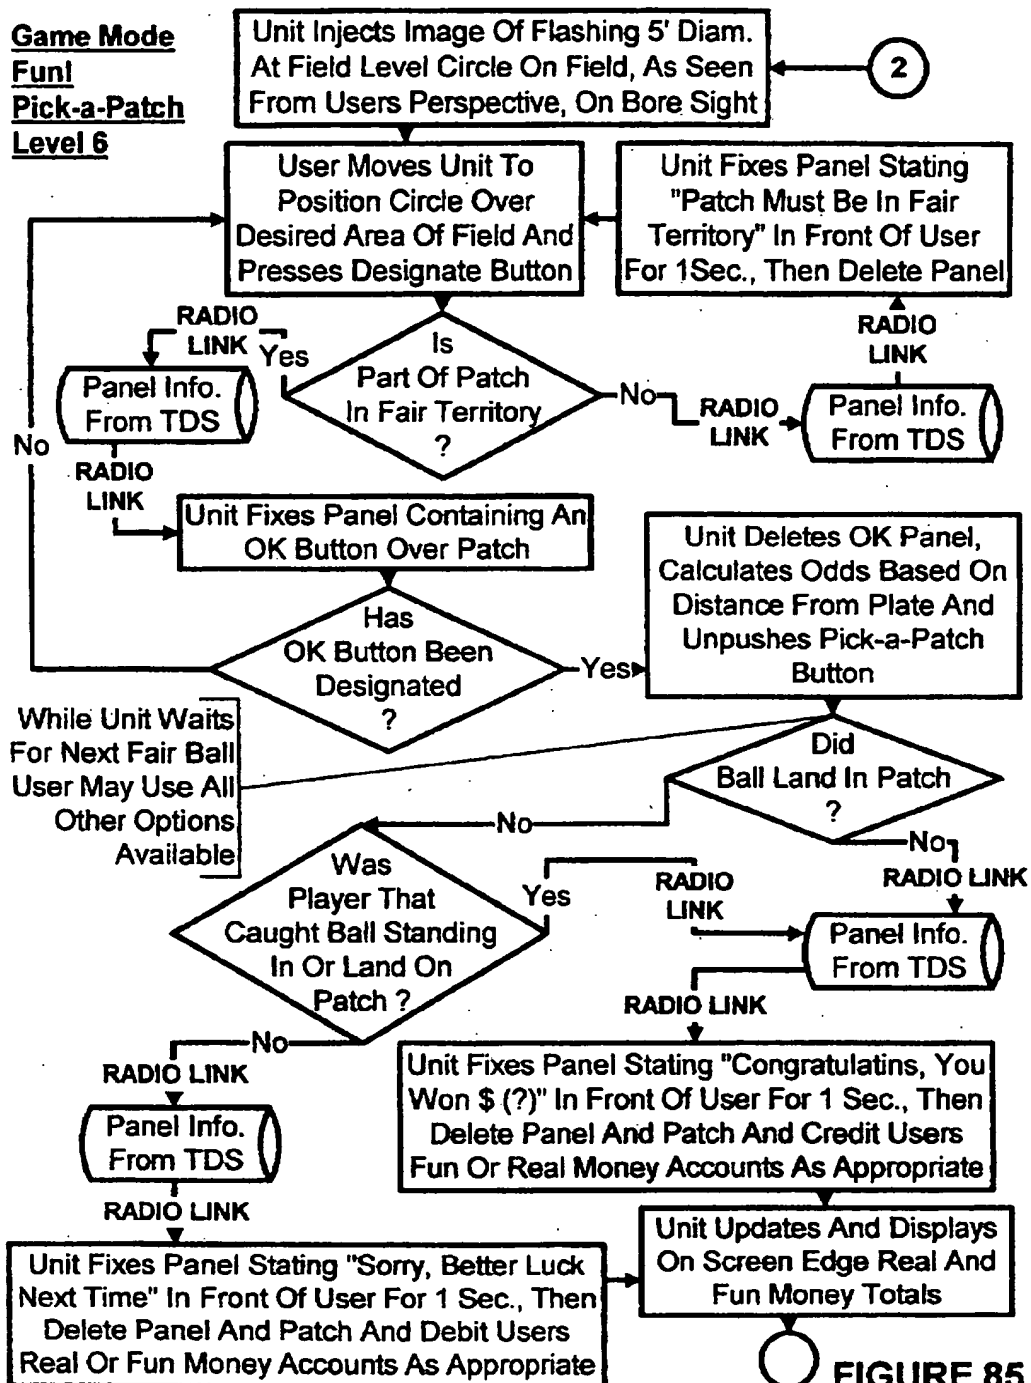 Game Mode
Fun!
Pick-a-Patch
Level 6
Unit Injects Image Of Flashing 5' Diam.
At Field Level Circle On Field, As Seen
From Users Perspective, On Bore Sight
2
User Moves Unit To
Position Circle Over
Desired Area Of Field And
Presses Designate Button
Unit Fixes Panel Stating
"Patch Must Be In Fair
Territory" In Front Of User
For 1Sec., Then Delete Panel
RADIO
LINK
Yes
Is
Part Of Patch
In Fair Territory
?
No
RADIO
LINK
RADIO
LINK
Panel Info.
From TDS
Panel Info.
From TDS
No
RADIO
LINK
Unit Fixes Panel Containing An
OK Button Over Patch
Has
OK Button Been
Designated
?
Yes
Unit Deletes OK Panel,
Calculates Odds Based On
Distance From Plate And
Unpushes Pick-a-Patch
Button
While Unit Waits
For Next Fair Ball
User May Use All
Other Options
Available
Did
Ball Land In Patch
?
No
No
RADIO LINK
Was
Player That
Caught Ball Standing
In Or Land On
Patch ?
Yes
RADIO
LINK
Panel Info.
From TDS
RADIO LINK
No
RADIO LINK
Panel Info.
From TDS
RADIO LINK
Unit Fixes Panel Stating "Congratulatins, You
Won $ (?)" In Front Of User For 1 Sec., Then
Delete Panel And Patch And Credit Users
Fun Or Real Money Accounts As Appropriate
Unit Fixes Panel Stating "Sorry, Better Luck
Next Time" In Front Of User For 1 Sec., Then
Delete Panel And Patch And Debit Users
Real Or Fun Money Accounts As Appropriate
Unit Updates And Displays
On Screen Edge Real And
Fun Money Totals
FIGURE 85